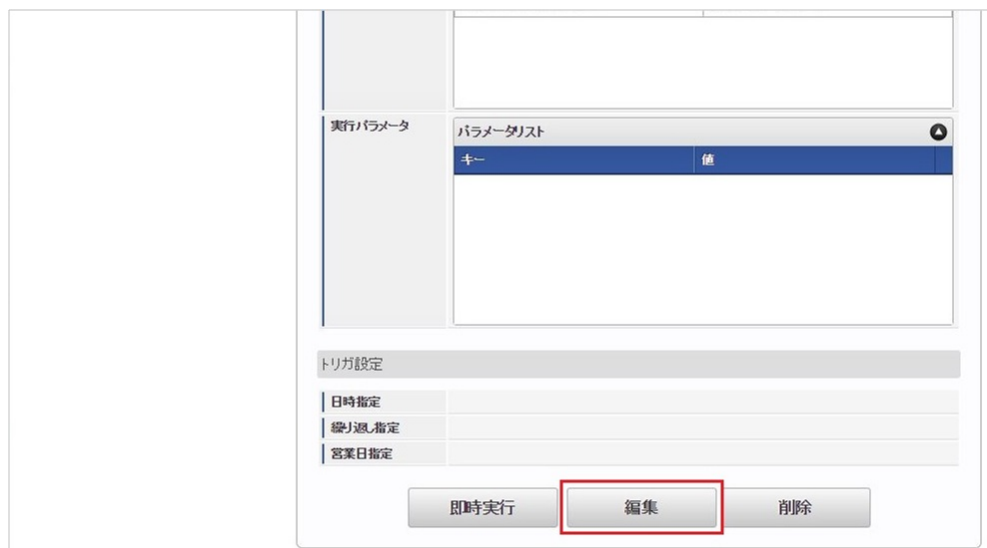 実行パラメータ
パラメータリスト
キー 値
トリガ設定
日時指定
繰り返し指定
営業日指定
即時実行 編集 削除